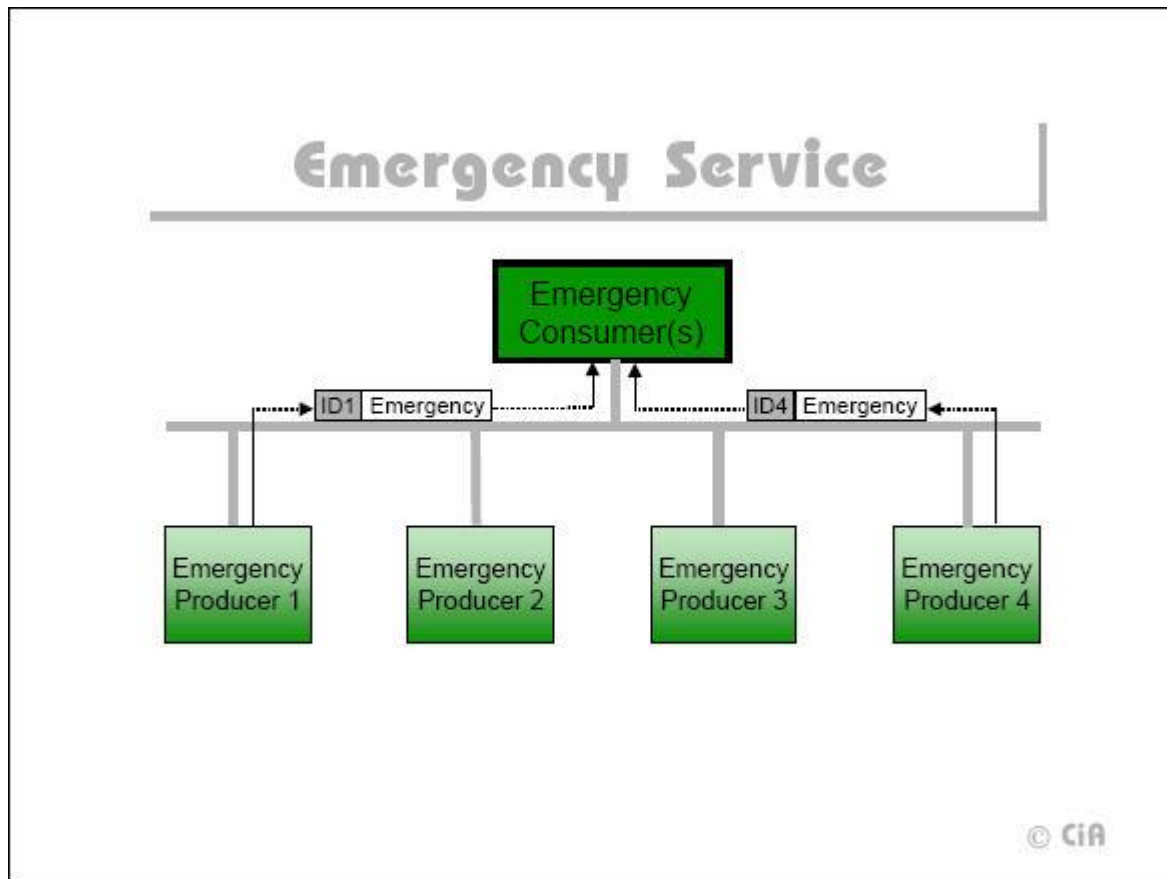 Emergency Service
Emergency
Consumer(s)
ID1 Emergency
ID4 Emergency
Emergency
Producer 1
Emergency
Producer 2
Emergency
Producer 3
Emergency
Producer 4
© CiA